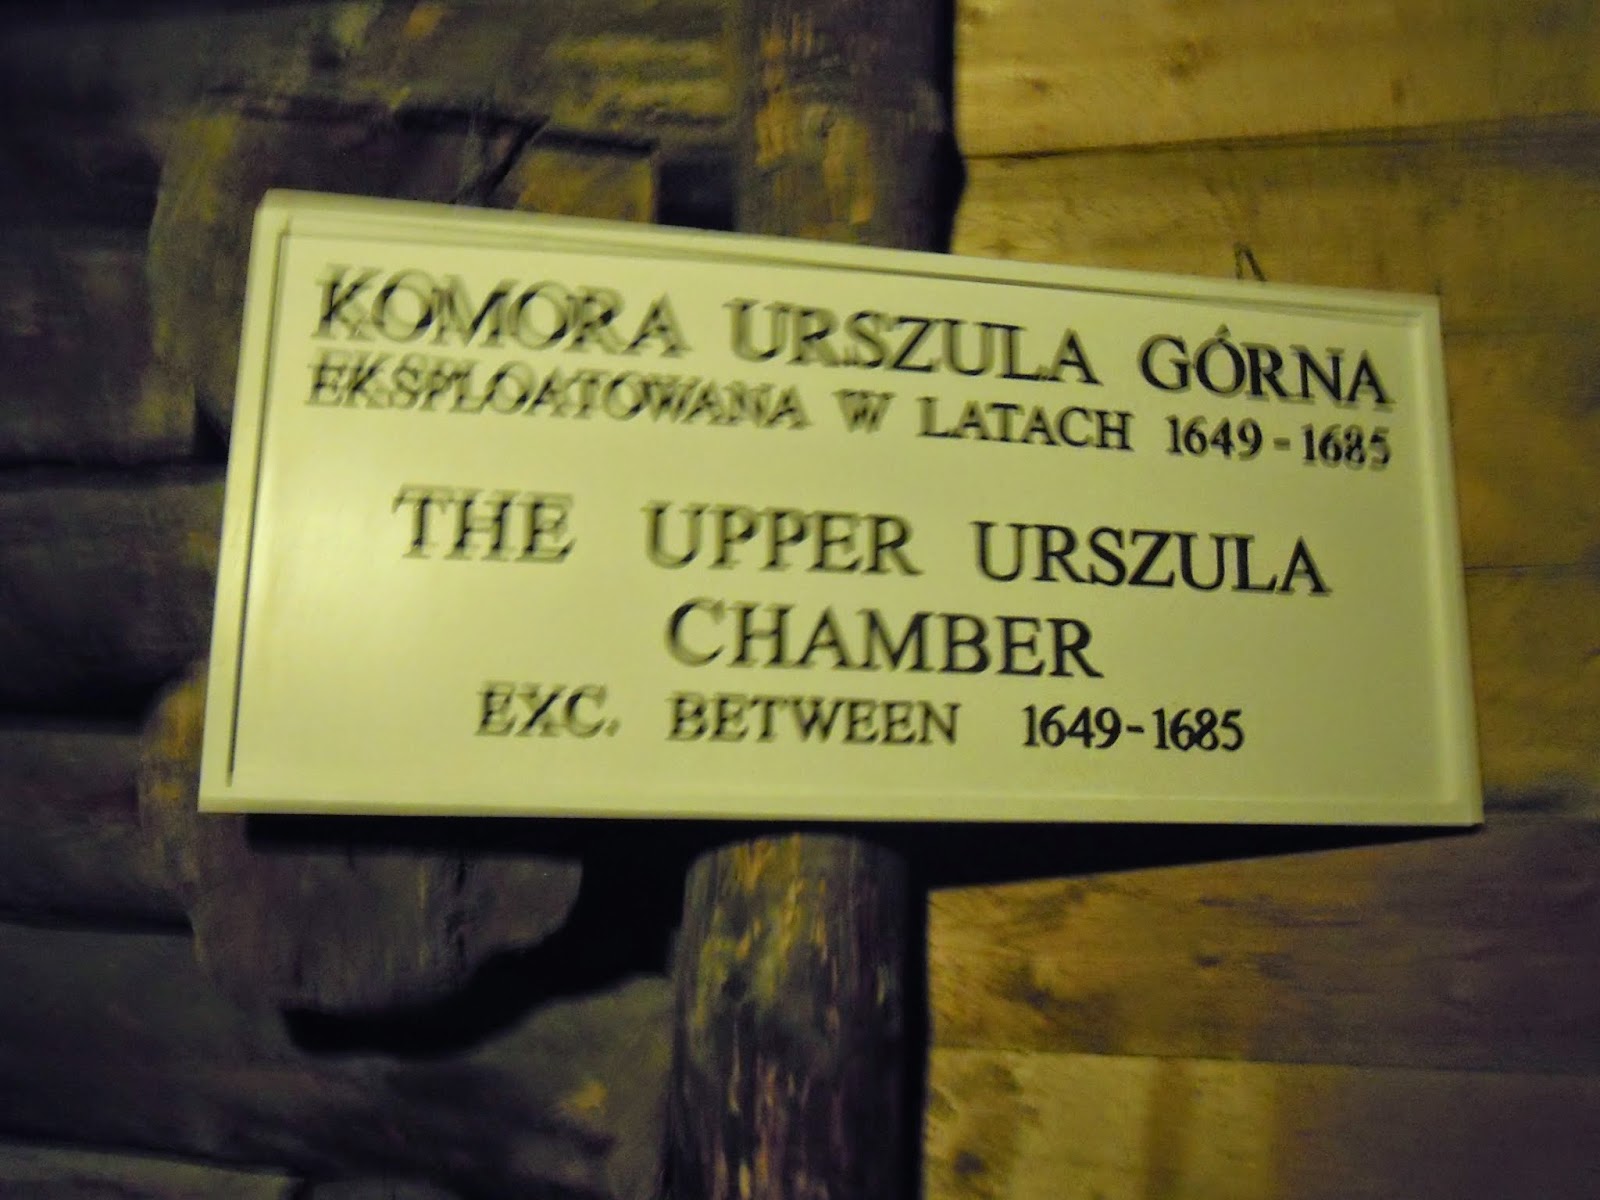 KOMORA URSZULA GÓRNA
EKSPLOATOWANA W LATACH 1649-1685
THE UPPER URSZULA
CHAMBER
EXC. BETWEEN 1649-1685